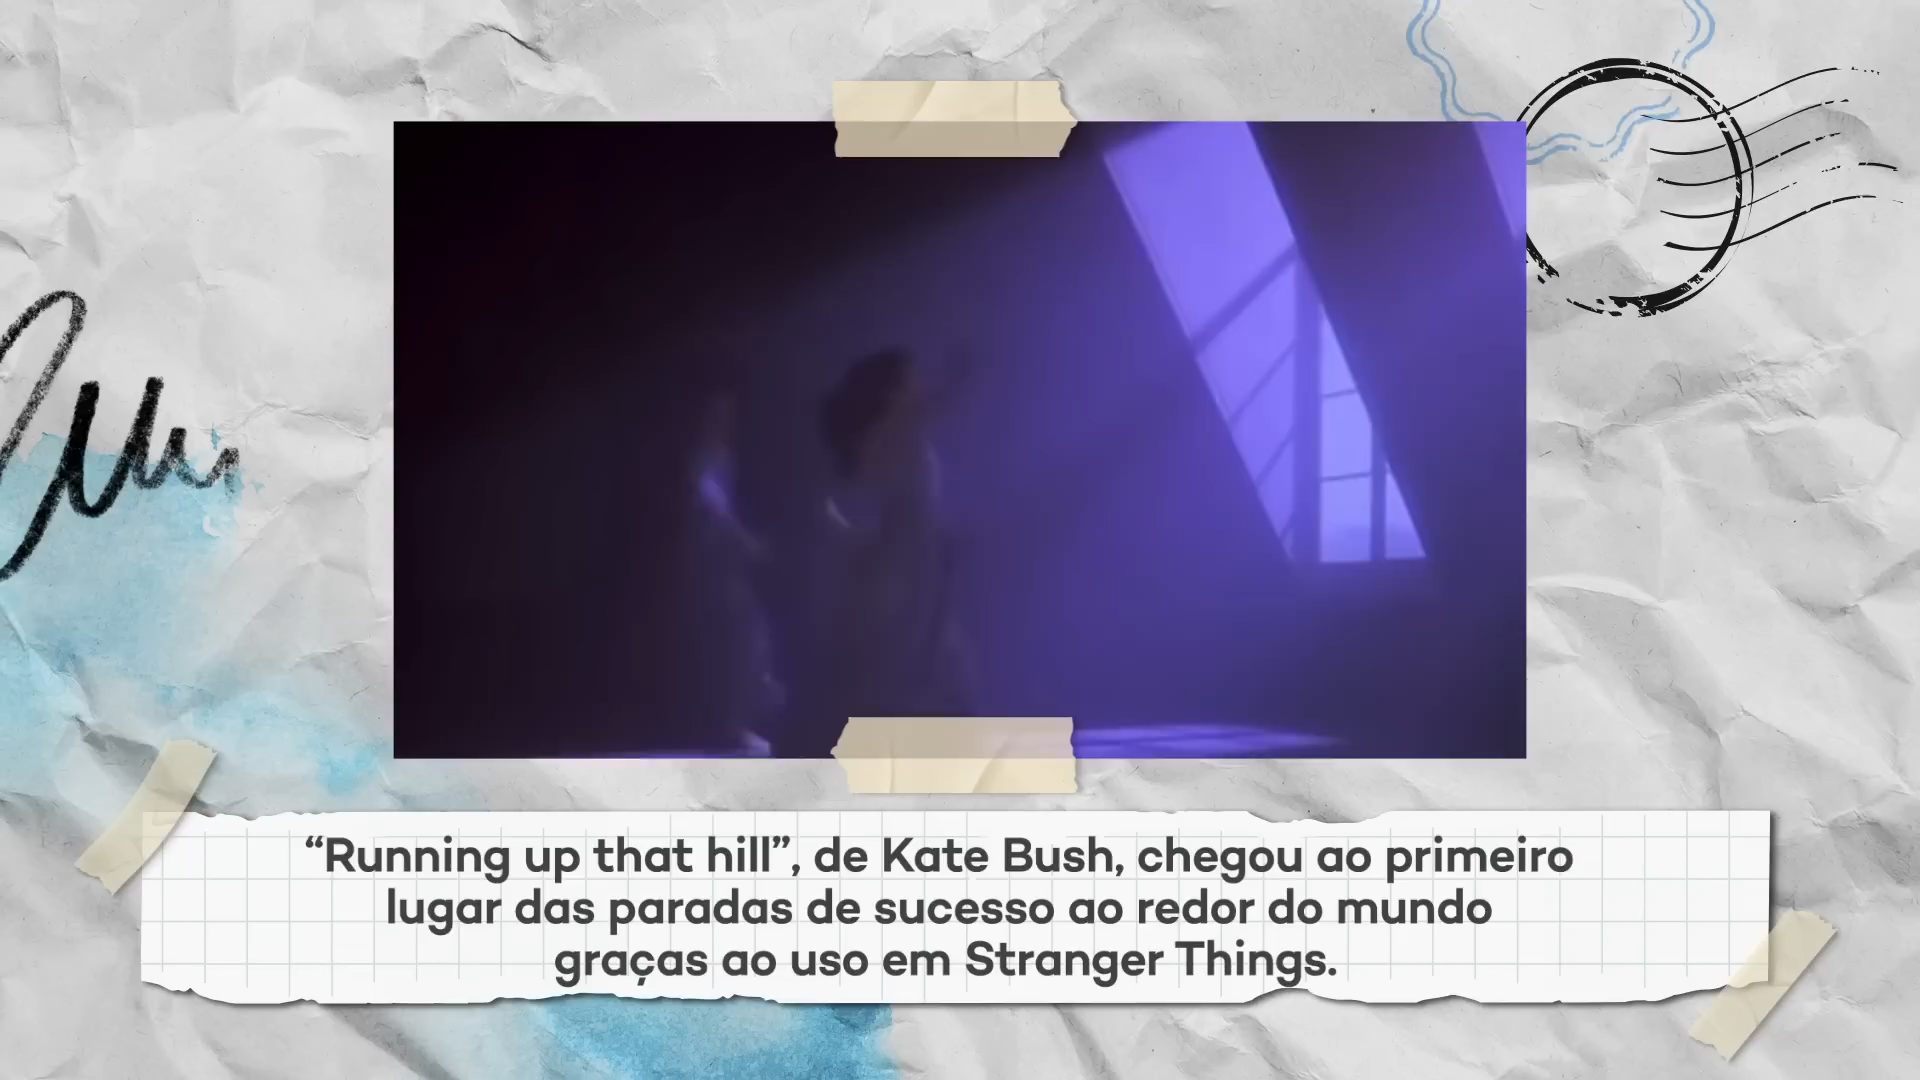 “Running up that hill”, de Kate Bush, chegou ao primeiro
lugar das paradas de sucesso ao redor do mundo
graças ao uso em Stranger Things.